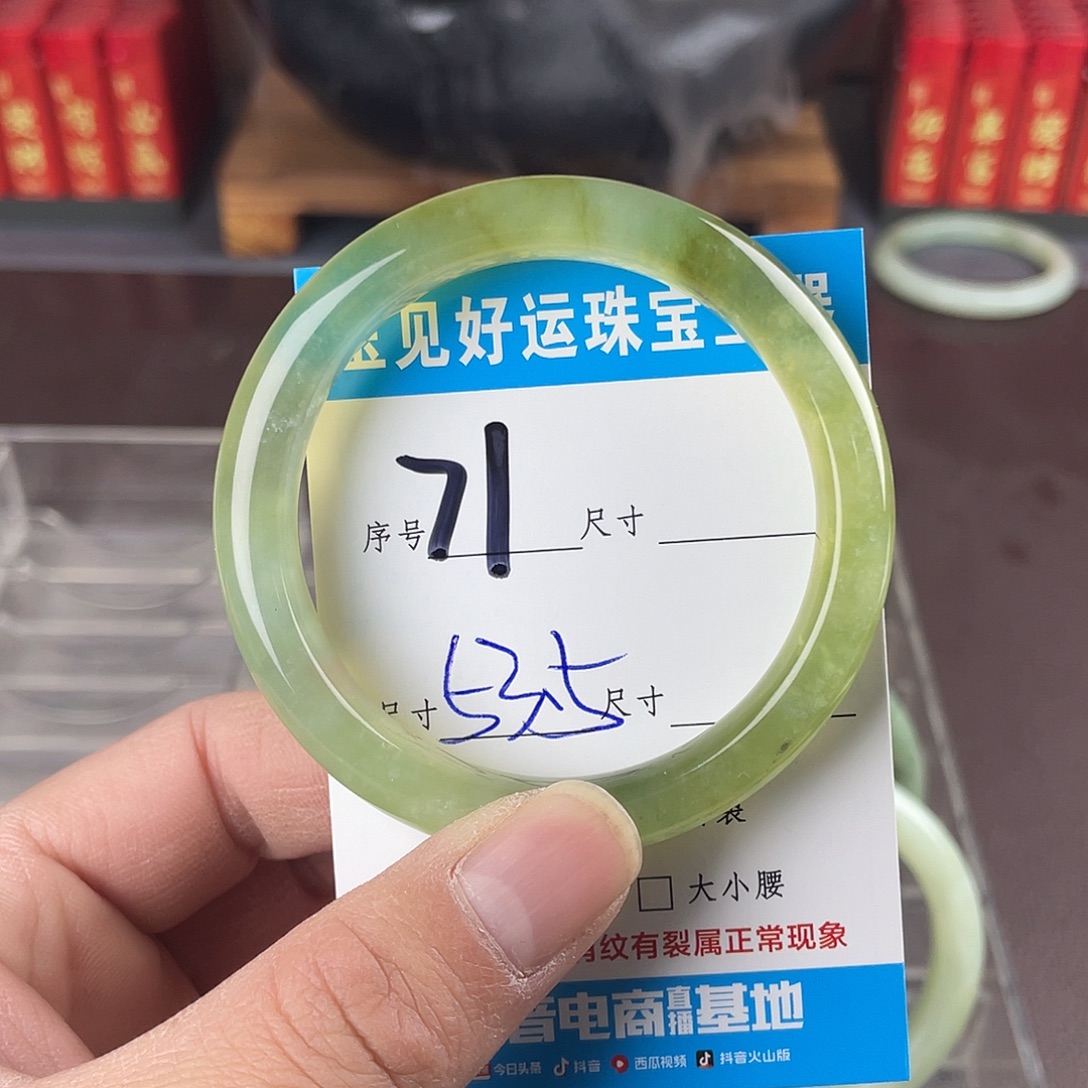 见好运珠宝
序号 71 尺寸
尺寸 53.5 尺寸
大小腰
有纹有裂属正常现象
音电商直播基地
今日头条 抖音 西瓜视频 抖音火山版